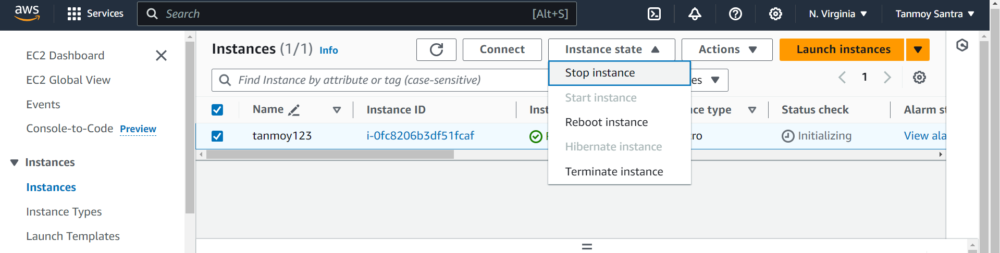 aws Services Search [Alt+S] N. Virginia Tanmoy Santra
EC2 Dashboard
EC2 Global View
Events
Console-to-Code Preview
Instances
Instances
Instance Types
Launch Templates
Instances (1/1) Info Connect Instance state Actions Launch instances
Find Instance by attribute or tag (case-sensitive) es 1
Stop instance
Start instance
Reboot instance
Hibernate instance
Terminate instance
Name Instance ID Inst ce type Status check Alarm st
tanmoy123 i-0fc8206b3df51fcaf ro Initializing View ala